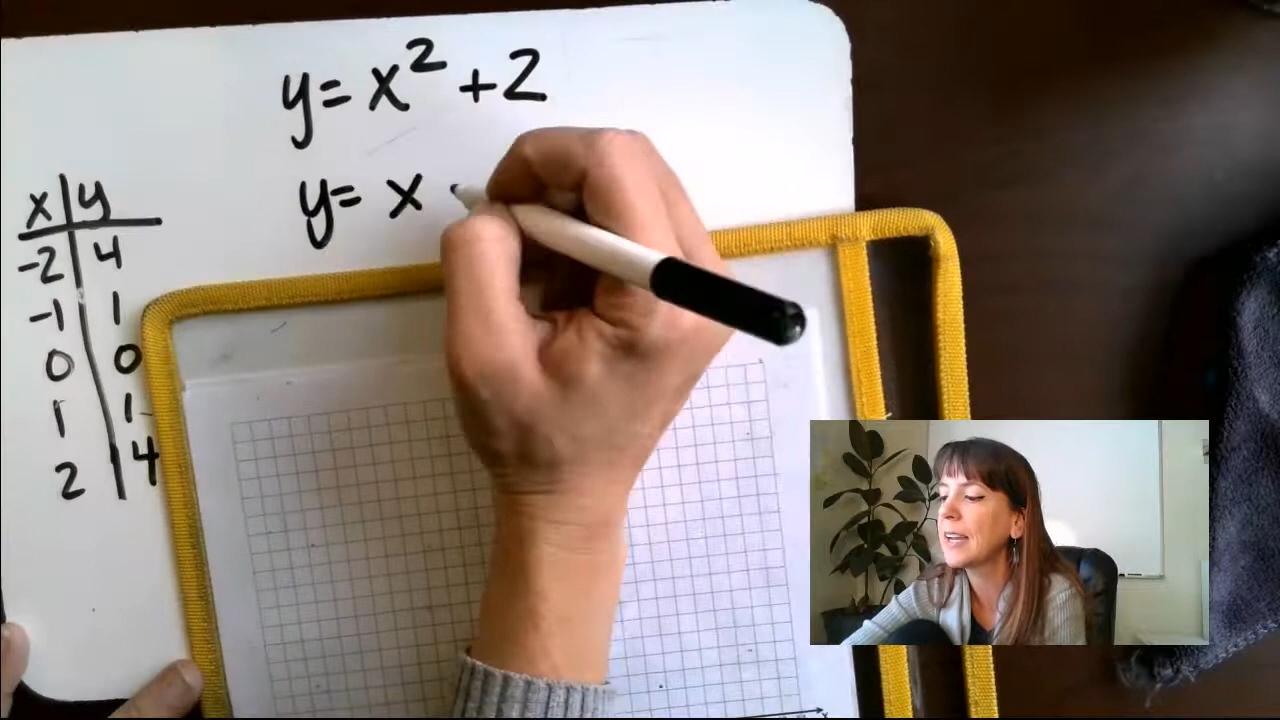 y = x² + 2
y = x
x | y
-2 | 4
-1 | 1
0 | 0
1 | 1
2 | 4